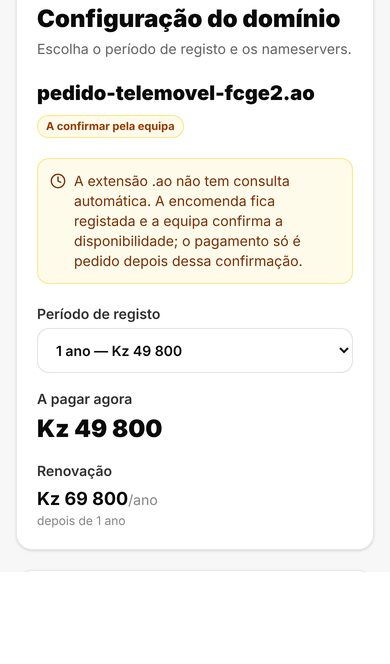 Configuração do domínio
Escolha o período de registo e os nameservers.
pedido-telemovel-fcge2.ao
A confirmar pela equipa
A extensão .ao não tem consulta
automática. A encomenda fica
registada e a equipa confirma a
disponibilidade; o pagamento só é
pedido depois dessa confirmação.
Período de registo
1 ano — Kz 49 800
A pagar agora
Kz 49 800
Renovação
Kz 69 800/ano
depois de 1 ano